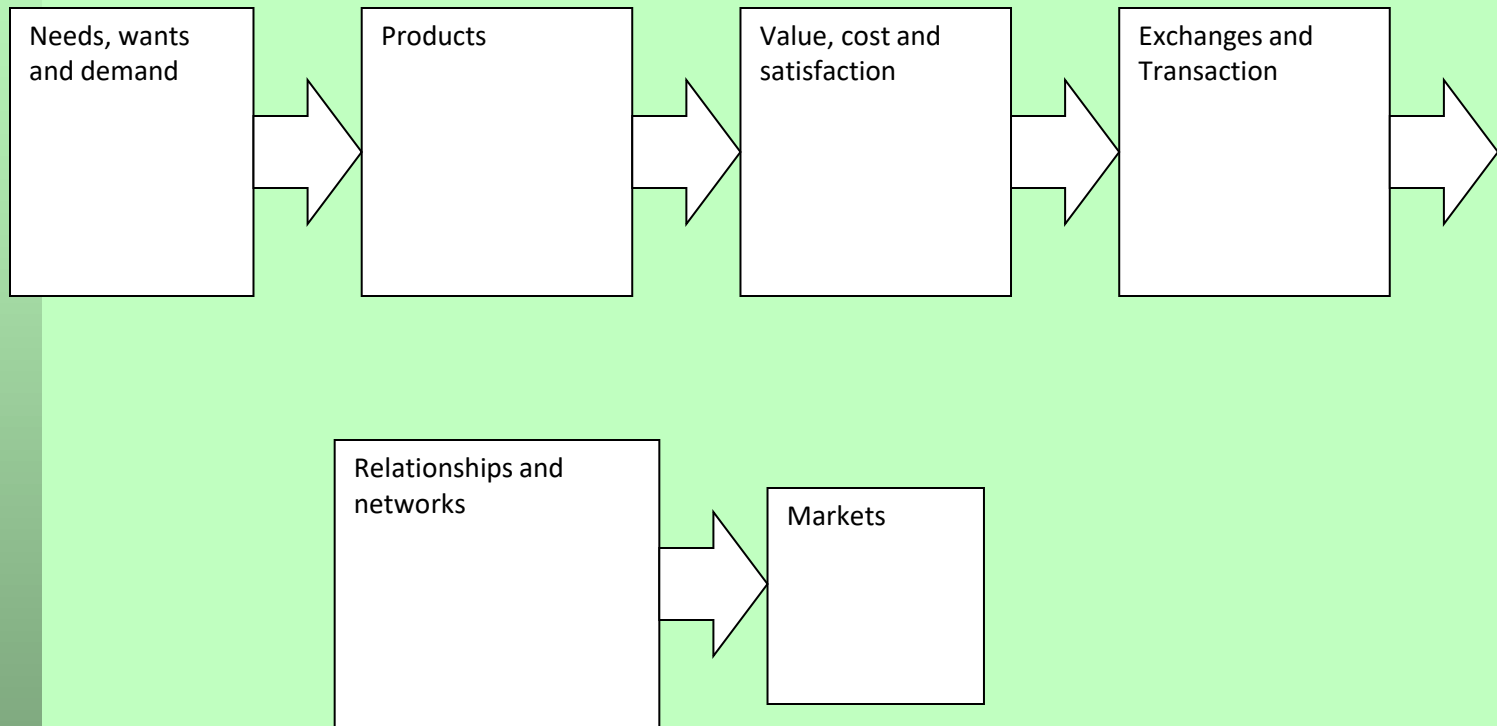 Needs, wants
and demand
Products
Value, cost and
satisfaction
Exchanges and
Transaction
Relationships and
networks
Markets